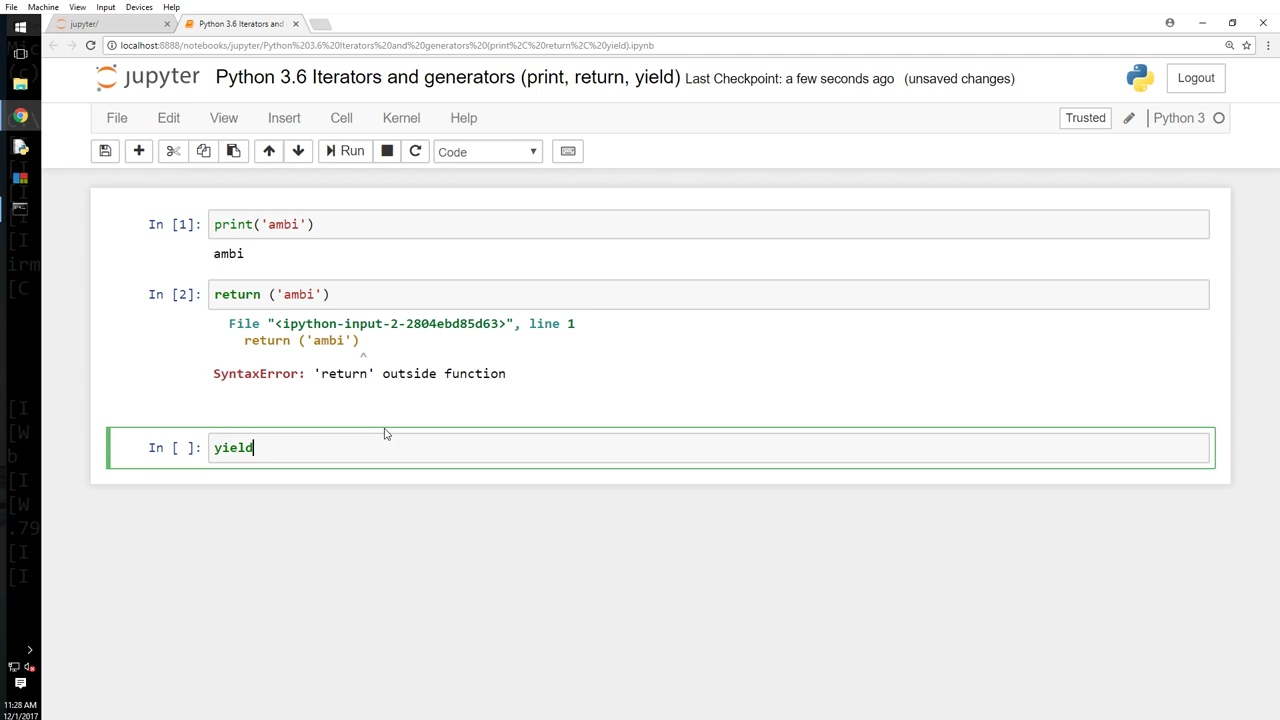 File Machine View Input Devices Help
jupyter/ Python 3.6 Iterators and
localhost:8888/notebooks/jupyter/Python%203.6%20Iterators%20and%20generators%20(print%2C%20return%2C%20yield).ipynb
jupyter Python 3.6 Iterators and generators (print, return, yield) Last Checkpoint: a few seconds ago (unsaved changes) Logout
File Edit View Insert Cell Kernel Help Trusted Python 3
Run Code
In [1]: print('ambi')
ambi
In [2]: return ('ambi')
File "<ipython-input-2-2804ebd85d63>", line 1
return ('ambi')
^
SyntaxError: 'return' outside function
In [ ]: yield
11:28 AM
12/1/2017